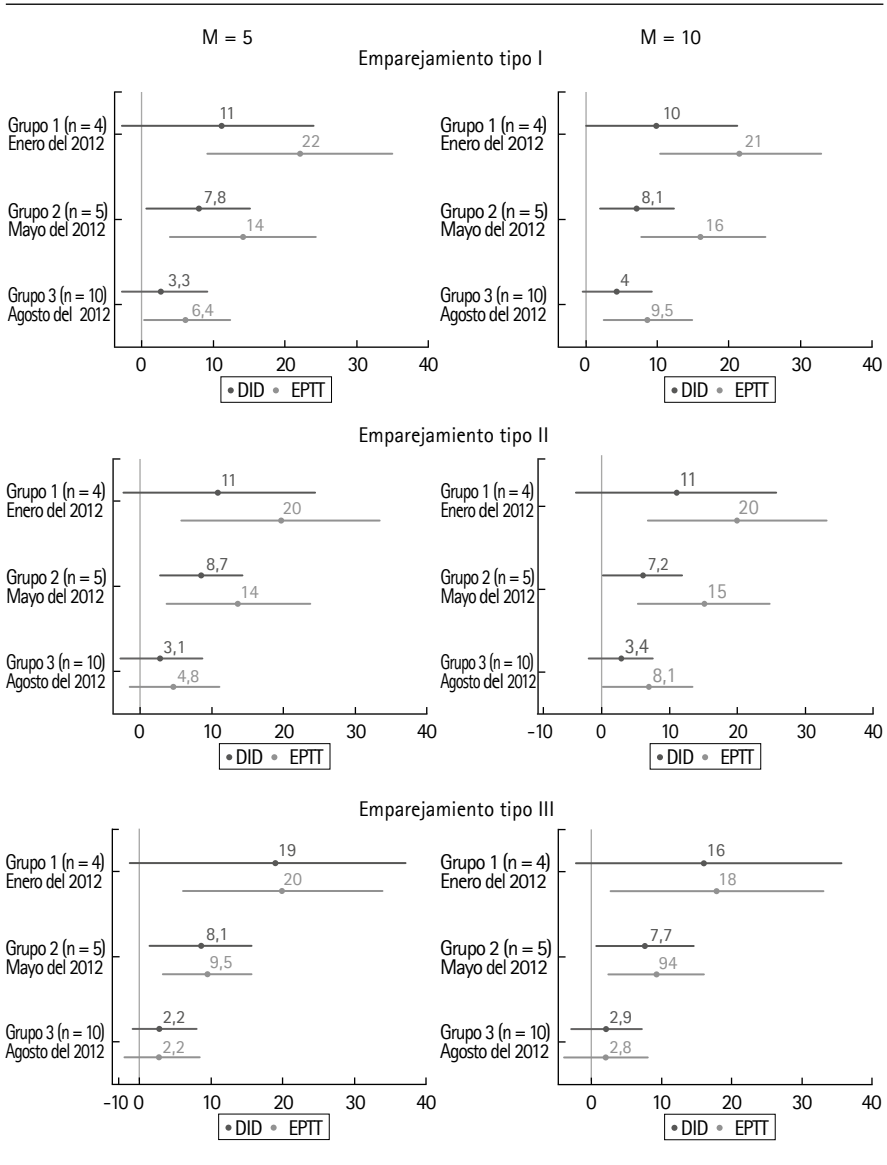 M = 5
M = 10
Emparejamiento tipo I
Grupo 1 (n = 4)
Enero del 2012
11
22
Grupo 2 (n = 5)
Mayo del 2012
7,8
14
Grupo 3 (n = 10)
Agosto del 2012
3,3
6,4
0 10 20 30 40
DID EPTT
Grupo 1 (n = 4)
Enero del 2012
10
21
Grupo 2 (n = 5)
Mayo del 2012
8,1
16
Grupo 3 (n = 10)
Agosto del 2012
4
9,5
0 10 20 30 40
DID EPTT
Emparejamiento tipo II
Grupo 1 (n = 4)
Enero del 2012
11
20
Grupo 2 (n = 5)
Mayo del 2012
8,7
14
Grupo 3 (n = 10)
Agosto del 2012
3,1
4,8
0 10 20 30 40
DID EPTT
Grupo 1 (n = 4)
Enero del 2012
11
20
Grupo 2 (n = 5)
Mayo del 2012
7,2
15
Grupo 3 (n = 10)
Agosto del 2012
3,4
8,1
-10 0 10 20 30 40
DID EPTT
Emparejamiento tipo III
Grupo 1 (n = 4)
Enero del 2012
19
20
Grupo 2 (n = 5)
Mayo del 2012
8,1
9,5
Grupo 3 (n = 10)
Agosto del 2012
2,2
2,2
-10 0 10 20 30 40
DID EPTT
Grupo 1 (n = 4)
Enero del 2012
16
18
Grupo 2 (n = 5)
Mayo del 2012
7,7
94
Grupo 3 (n = 10)
Agosto del 2012
2,9
2,8
0 10 20 30 40
DID EPTT